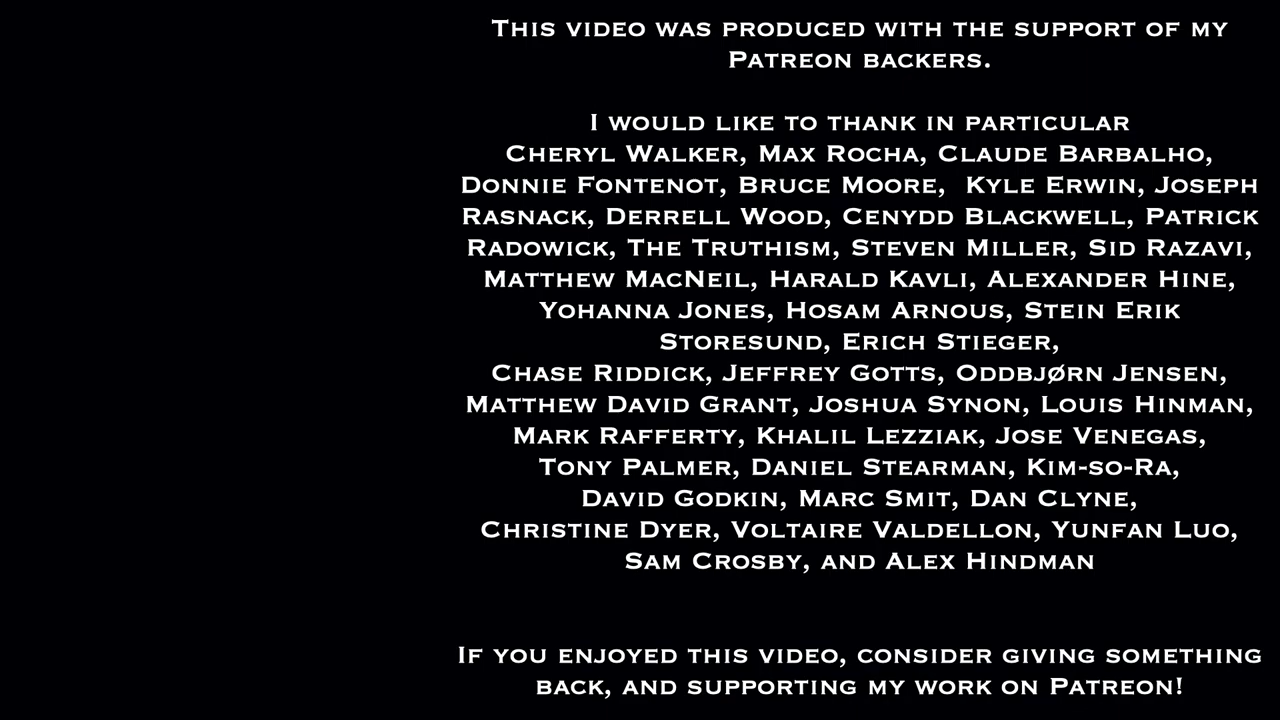 This video was produced with the support of my
Patreon backers.
I would like to thank in particular
Cheryl Walker, Max Rocha, Claude Barbalho,
Donnie Fontenot, Bruce Moore,  Kyle Erwin, Joseph
Rasnack, Derrell Wood, Cenydd Blackwell, Patrick
Radowick, The Truthism, Steven Miller, Sid Razavi,
Matthew MacNeil, Harald Kavli, Alexander Hine,
Yohanna Jones, Hosam Arnous, Stein Erik
Storesund, Erich Stieger,
Chase Riddick, Jeffrey Gotts, Oddbjørn Jensen,
Matthew David Grant, Joshua Synon, Louis Hinman,
Mark Rafferty, Khalil Lezziak, Jose Venegas,
Tony Palmer, Daniel Stearman, Kim-so-Ra,
David Godkin, Marc Smit, Dan Clyne,
Christine Dyer, Voltaire Valdellon, Yunfan Luo,
Sam Crosby, and Alex Hindman
If you enjoyed this video, consider giving something
back, and supporting my work on Patreon!